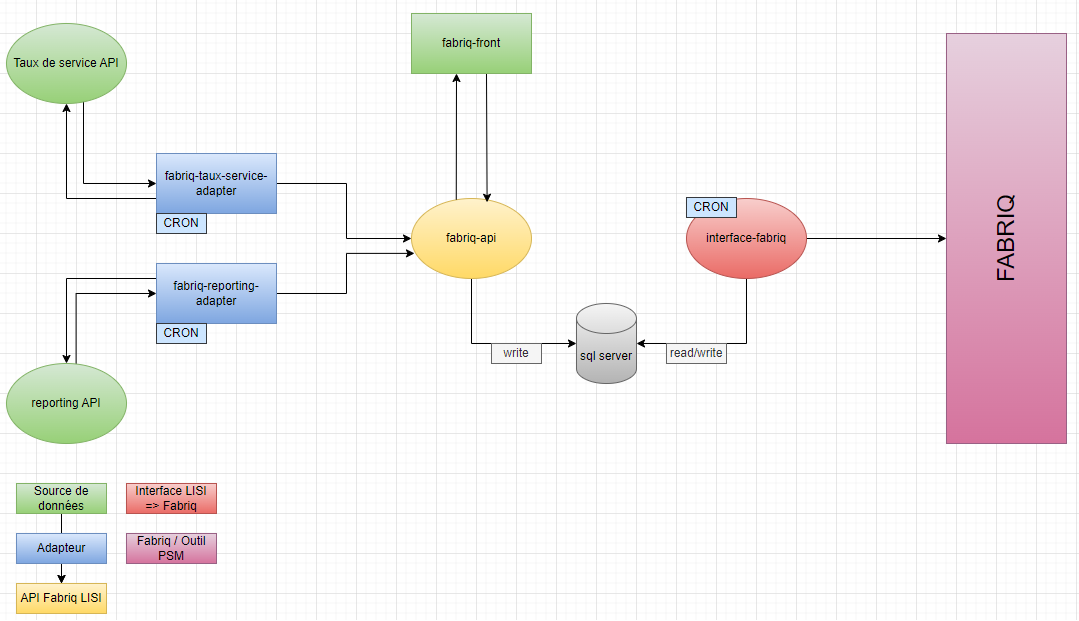 fabriq-front
Taux de service API
fabriq-taux-service-
adapter
CRON
fabriq-api
CRON
interface-fabriq
FABRIQ
fabriq-reporting-
adapter
CRON
write
sql server
read/write
reporting API
Source de
données
Interface LISI
=> Fabriq
Adapteur
Fabriq / Outil
PSM
API Fabriq LISI